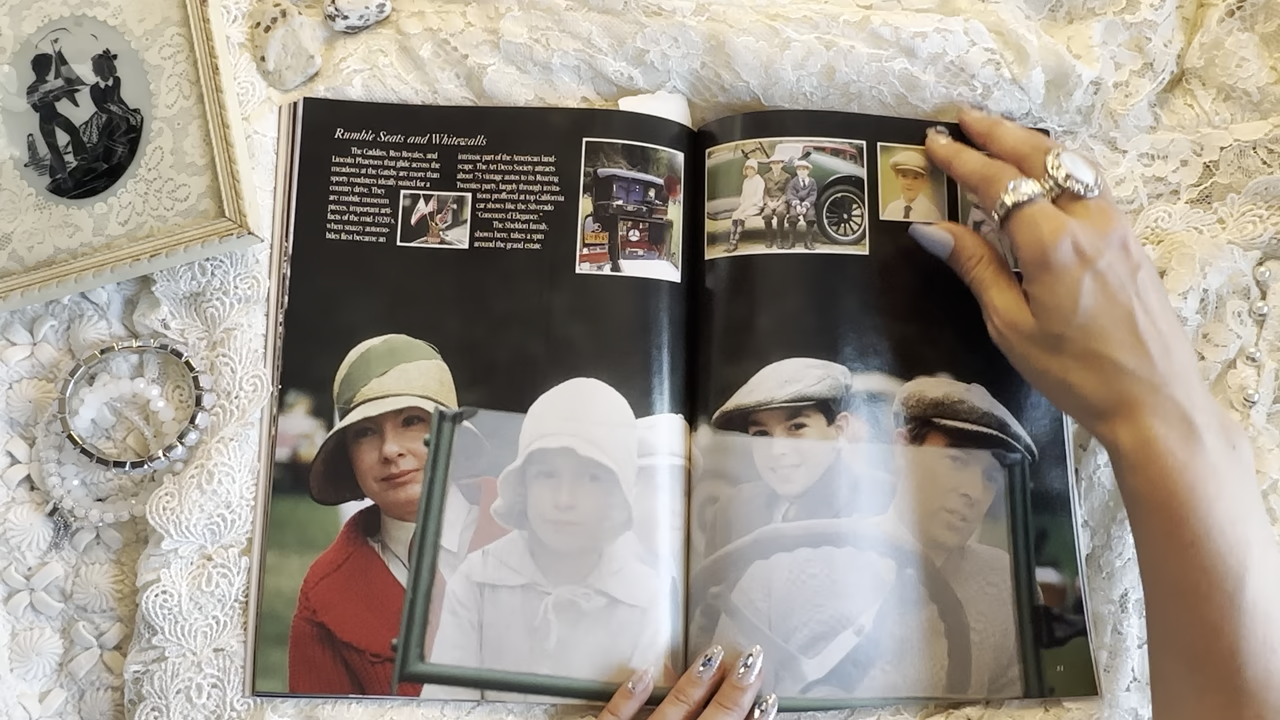 Rumble Seats and Whitewalls
The Caddies, Reo Royales, and
Lincoln Phaetons that glide across the
meadows at the Gatsby are more than
sporty roadsters ideally suited for a
country drive. They
are mobile museum
pieces, important arti-
facts of the mid-1920's,
when snazzy automo-
biles first became an
intrinsic part of the American land-
scape. The Art Deco Society attracts
about 75 vintage autos to its Roaring
Twenties party, largely through invita-
tions proffered at top California
car shows like the Silverado
"Concours d'Elegance."
The Sheldon family,
shown here, takes a spin
around the grand estate.